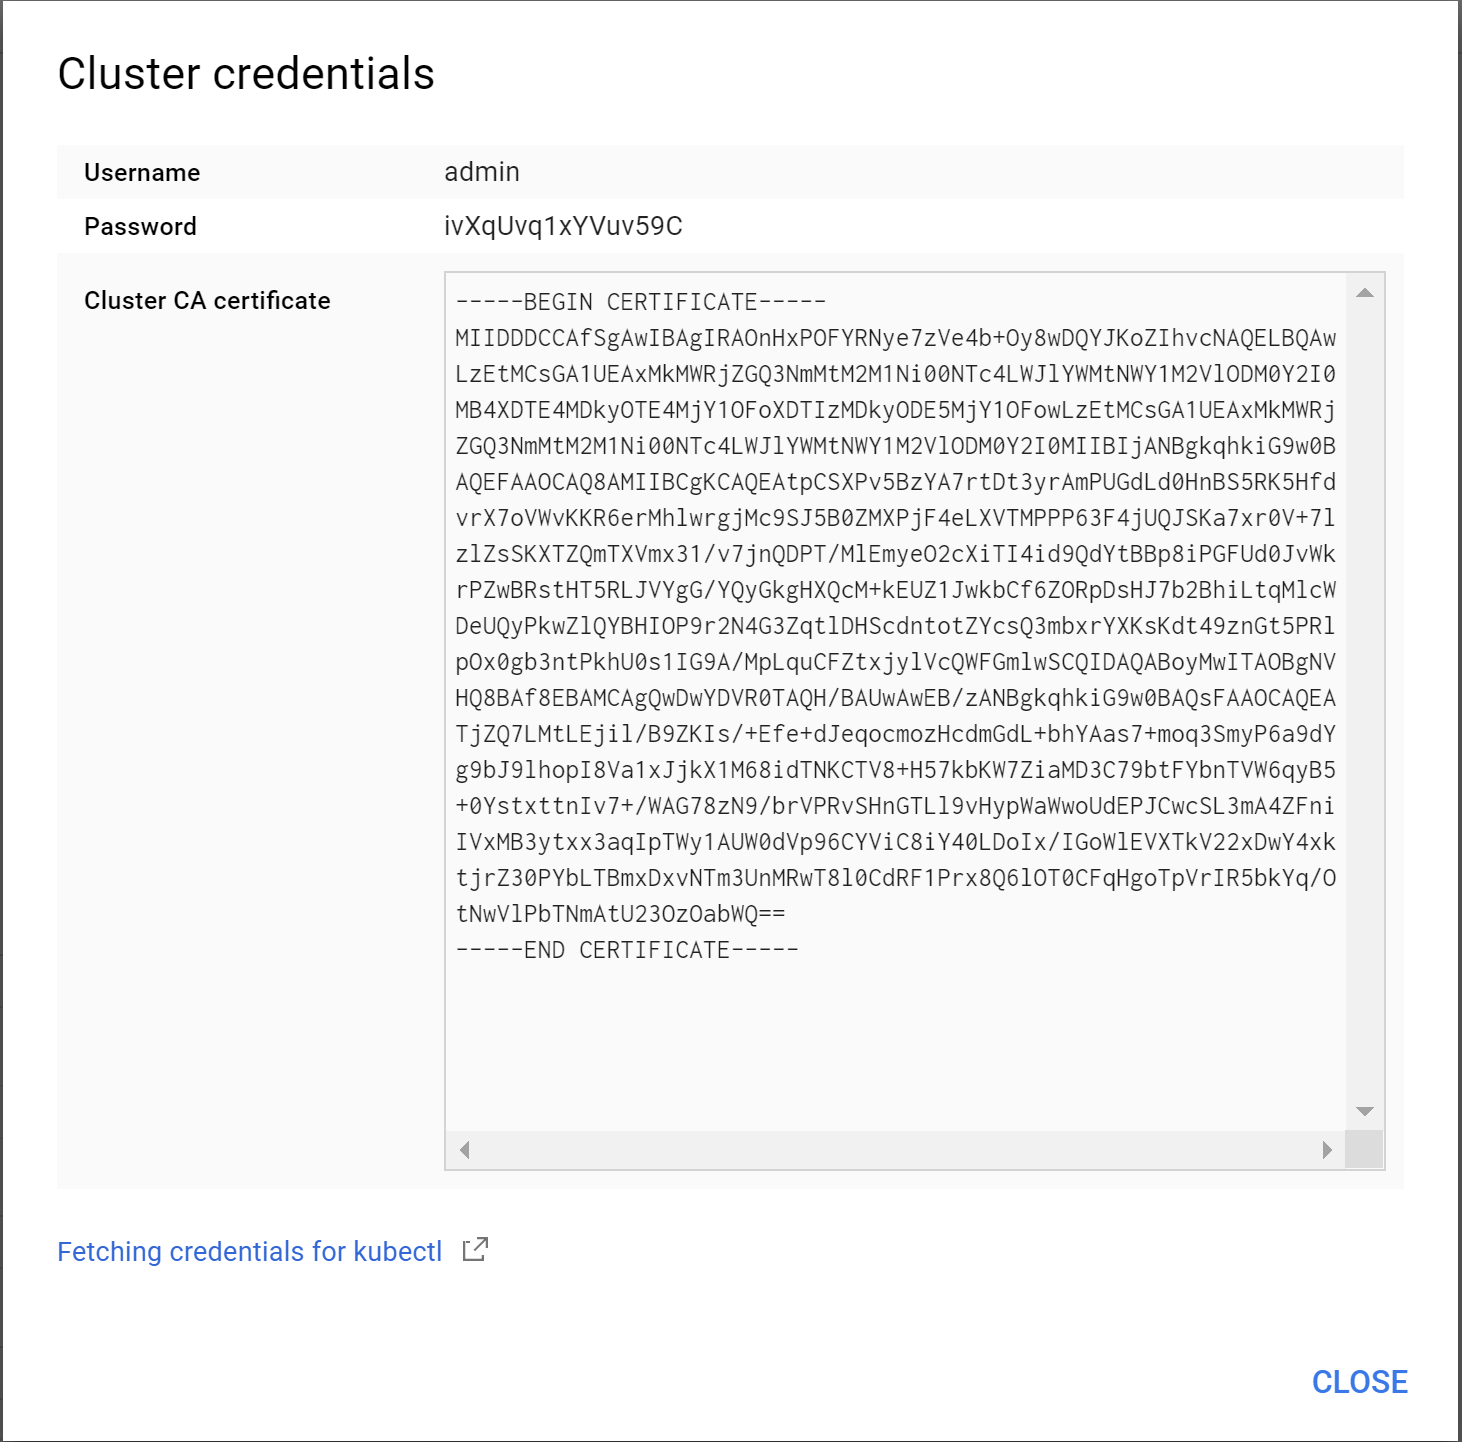 Cluster credentials
Username admin
Password ivXqUvq1xYVuv59C
Cluster CA certificate
-----BEGIN CERTIFICATE-----
MIIDDDCCAfSgAwIBAgIRAOnHxPOFYRNye7zVe4b+Oy8wDQYJKoZIhvcNAQELBQAw
LzEtMCsGA1UEAxMkMWRjZGQ3NmMtM2M1Ni00NTc4LWJlYWMtNWY1M2VlODM0Y2I0
MB4XDTE4MDkyOTE4MjY1OFoXDTIzMDkyODE5MjY1OFowLzEtMCsGA1UEAxMkMWRj
ZGQ3NmMtM2M1Ni00NTc4LWJlYWMtNWY1M2VlODM0Y2I0MIIBIjANBgkqhkiG9w0B
AQEFAAOCAQ8AMIIBCgKCAQEAtpCSXPv5BzYA7rtDt3yrAmPUGdLd0HnBS5RK5Hfd
vrX7oVWvKKR6erMhlwrgjMc9SJ5B0ZMXPjF4eLXVTMPPP63F4jUQJSKa7xr0V+7l
zlZsSKXTZQmTXVmx31/v7jnQDPT/MlEmyeO2cXiTI4id9QdYtBBp8iPGFUd0JvWk
rPZwBRstHT5RLJVYgG/YQyGkgHXQcM+kEUZ1JwkbCf6ZORpDsHJ7b2BhiLtqMlcW
DeUQyPkwZlQYBHIOP9r2N4G3ZqtlDHScdntotZYcsQ3mbxrYXKsKdt49znGt5PRl
pOx0gb3ntPkhU0s1IG9A/MpLquCFZtxjylVcQWFGmlwSCQIDAQABoyMwITAOBgNV
HQ8BAf8EBAMCAgQwDwYDVR0TAQH/BAUwAwEB/zANBgkqhkiG9w0BAQsFAAOCAQEA
TjZQ7LMtLEjil/B9ZKIs/+Efe+dJeqocmozHcdmGdL+bhYAas7+moq3SmyP6a9dY
g9bJ9lhopI8Va1xJjkX1M68idTNKCTV8+H57kbKW7ZiaMD3C79btFYbnTVW6qyB5
+0YstxttnIv7+/WAG78zN9/brVPRvSHnGTLl9vHypWaWwoUdEPJCwcSL3mA4ZFni
IVxMB3ytxx3aqIpTWy1AUW0dVp96CYViC8iY40LDoIx/IGoWlEVXTkV22xDwY4xk
tjrZ30PYbLTBmxDxvNTm3UnMRwT8l0CdRF1Prx8Q6lOT0CFqHgoTpVrIR5bkYq/O
tNwVlPbTNmAtU23OzOabWQ==
-----END CERTIFICATE-----
Fetching credentials for kubectl
CLOSE